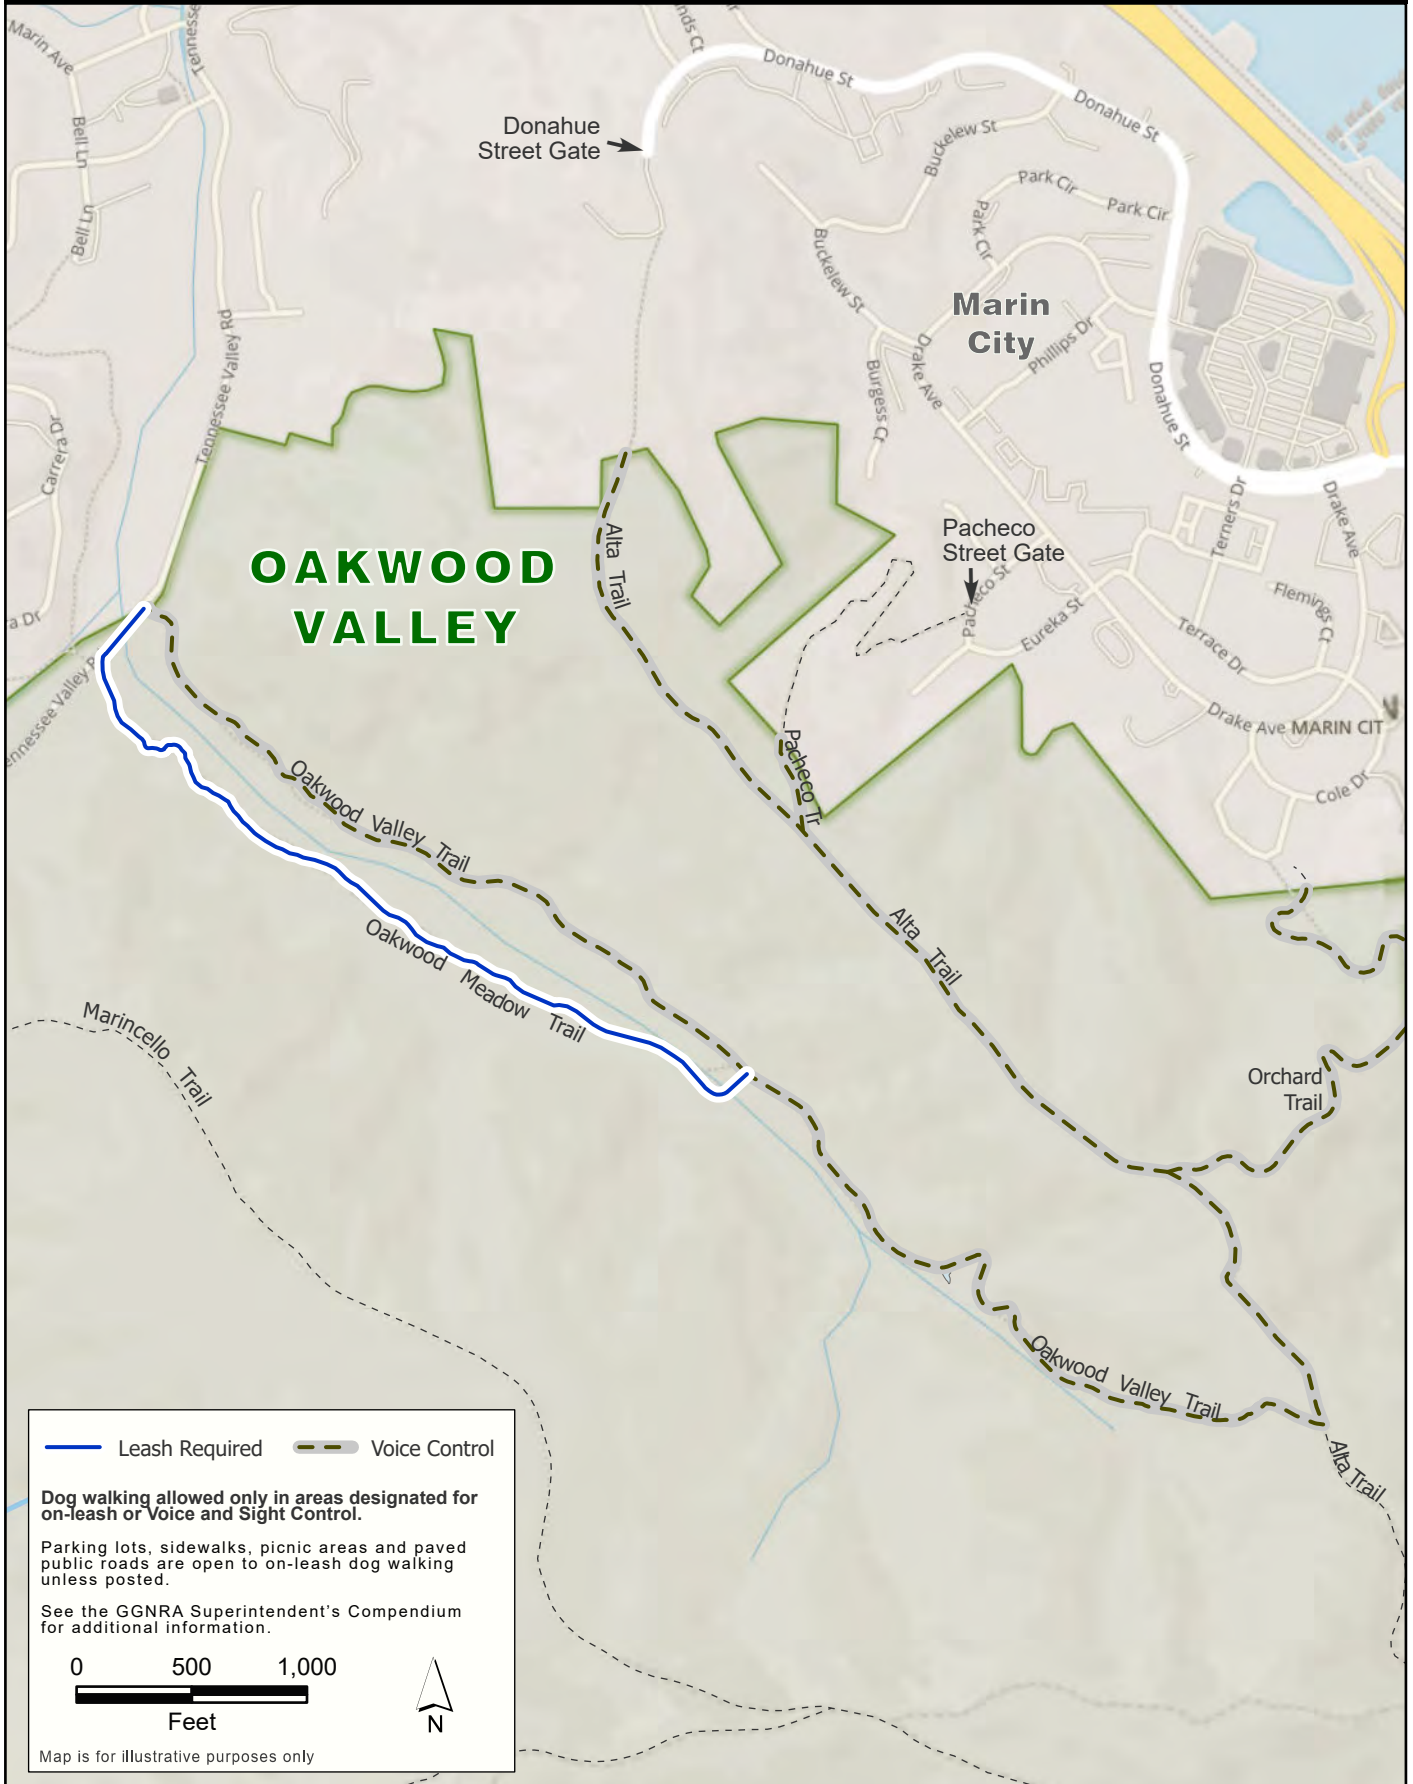 Marin Ave
Tennesse
nds Ct
Donahue St
Donahue St
Bell Ln
Bell Ln
Donahue
Street Gate
Buckelew St
Park Cir
Park Cir
Park Cir
Buckelew St
Marin
City
Phillips Dr
Drake Ave
Burgess Ct
Donahue St
Tennessee Valley Rd
Carrera Dr
a Dr
OAKWOOD
VALLEY
Alta Trail
Pacheco
Street Gate
Pacheco St
Eureka St
Terners Dr
Drake Ave
Flemings Ct
Terrace Dr
Drake Ave
MARIN CIT
Cole Dr
ennessee Valley R
Pacheco Tr
Oakwood Valley Trail
Oakwood Meadow Trail
Alta Trail
Marincello Trail
Orchard
Trail
Oakwood Valley Trail
Alta Trail
Leash Required
Voice Control
Dog walking allowed only in areas designated for
on-leash or Voice and Sight Control.
Parking lots, sidewalks, picnic areas and paved
public roads are open to on-leash dog walking
unless posted.
See the GGNRA Superintendent's Compendium
for additional information.
0 500 1,000
Feet
N
Map is for illustrative purposes only